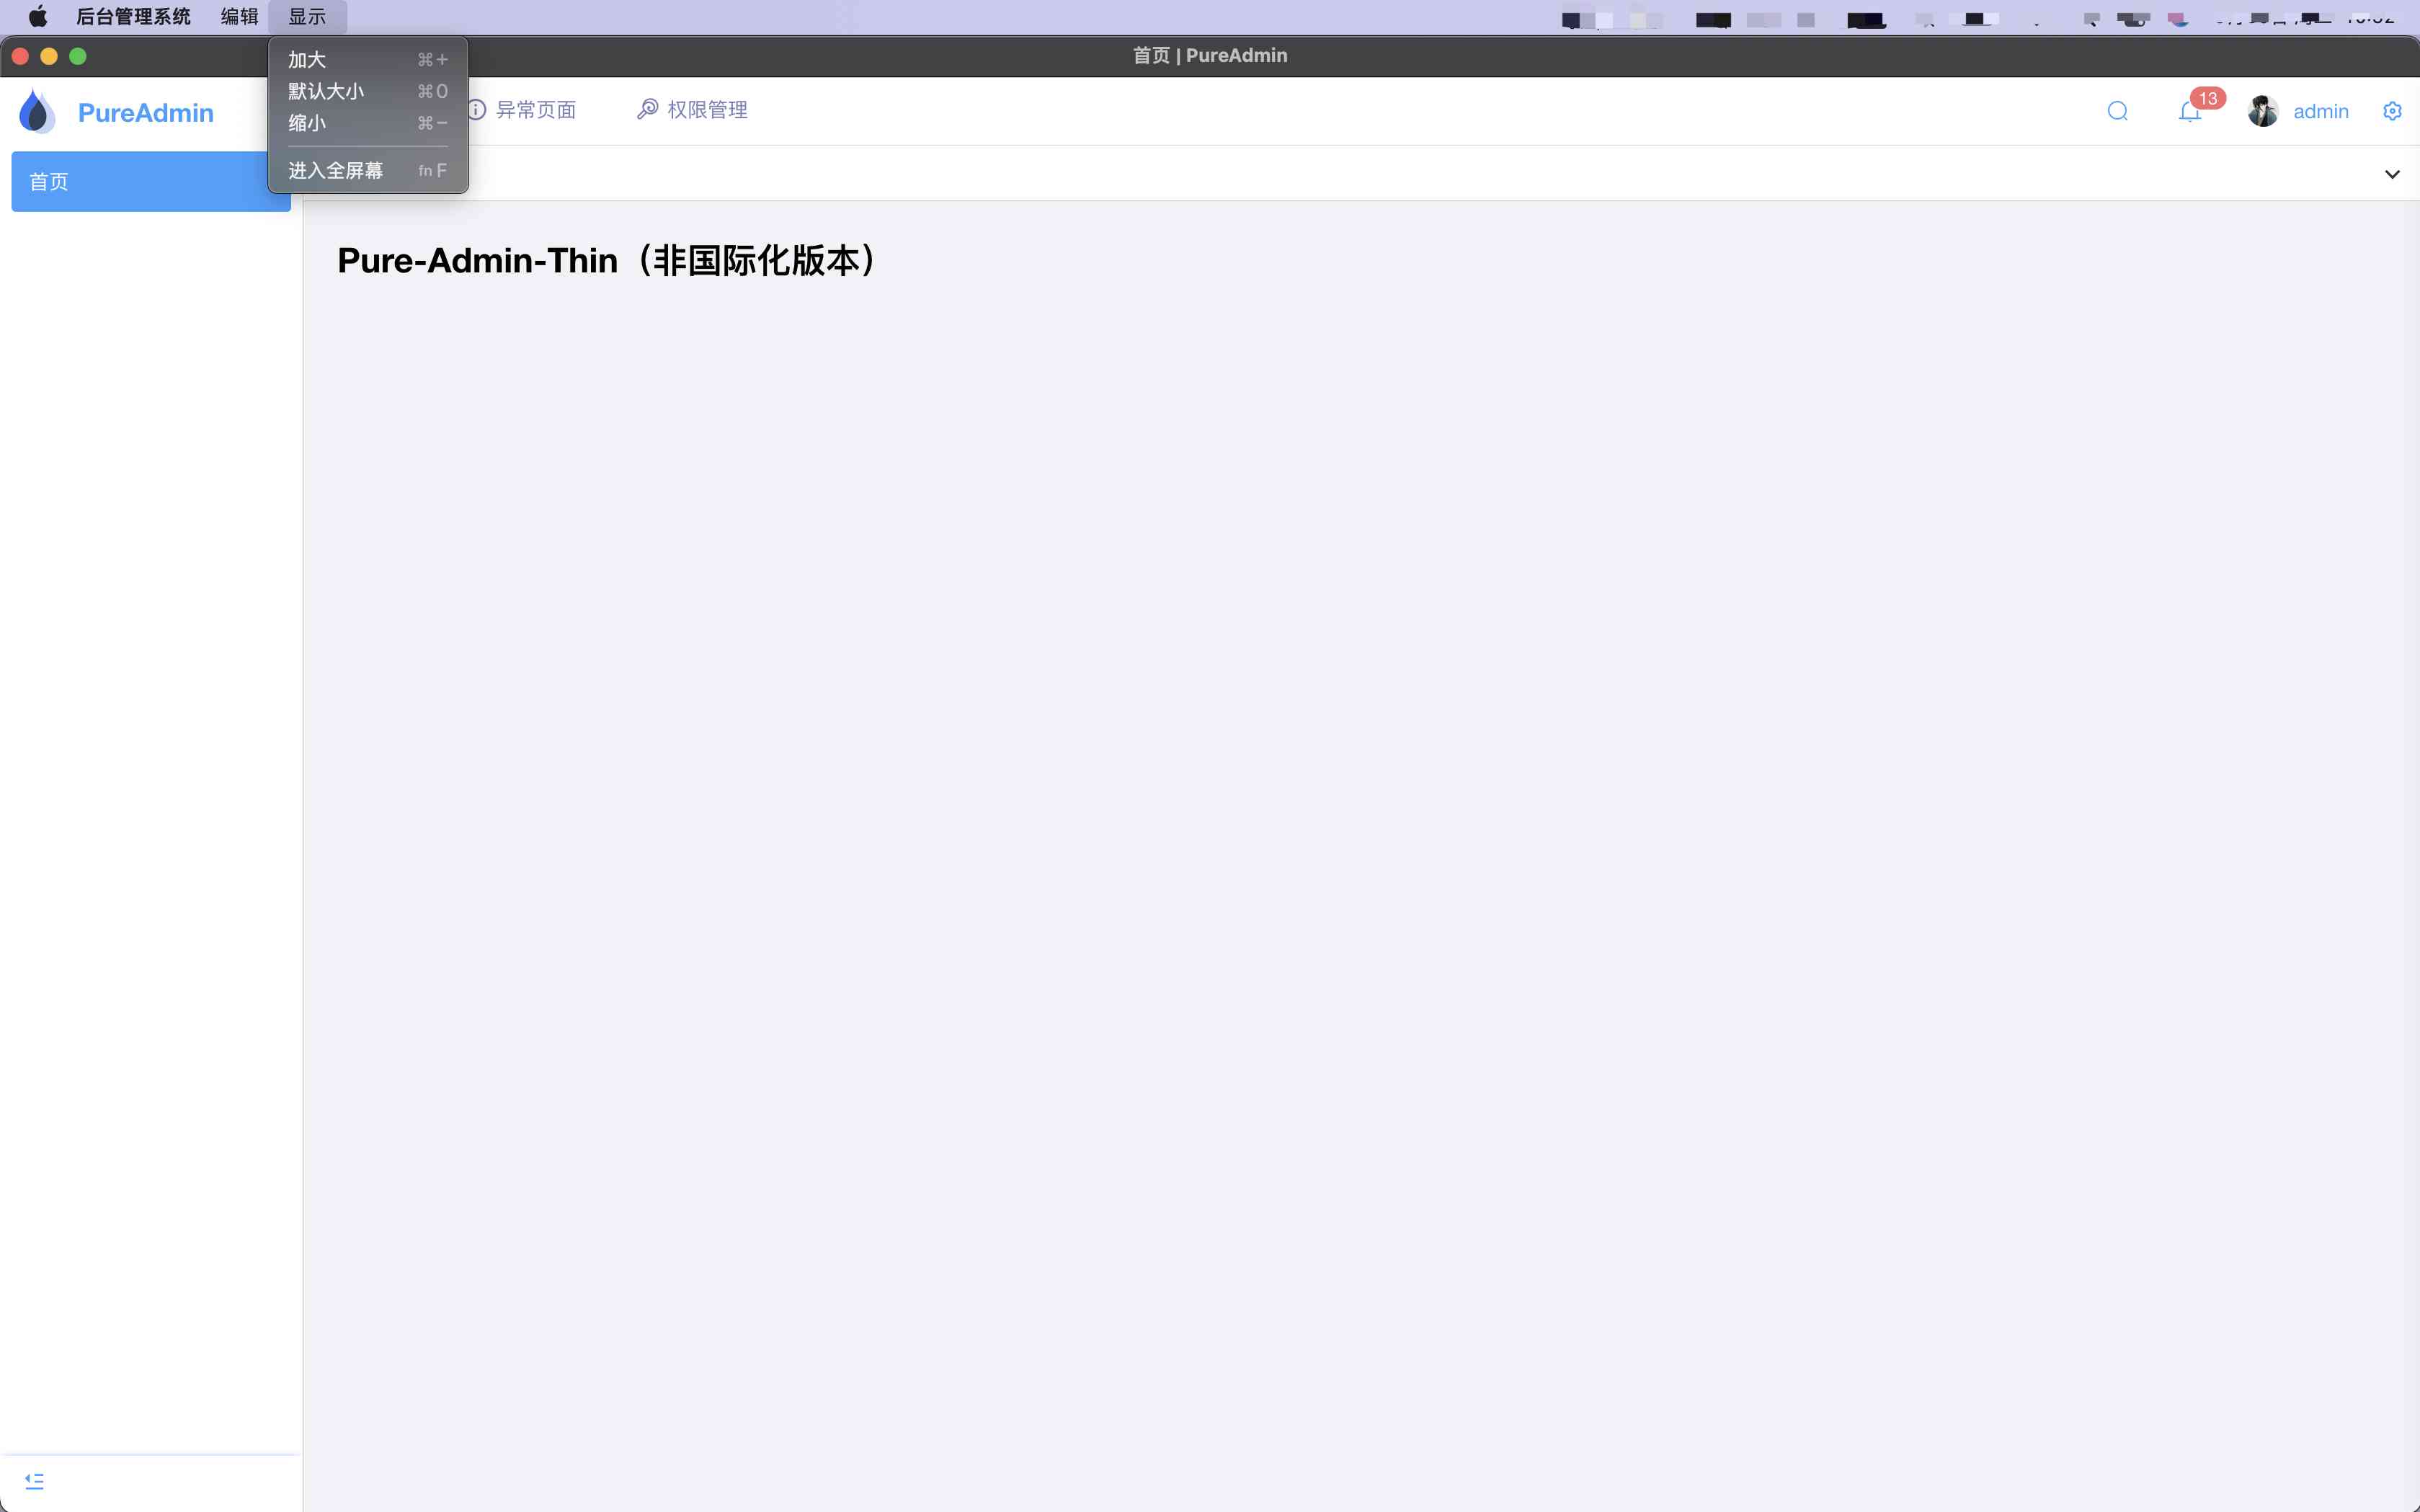 后台管理系统 编辑 显示
首页 | PureAdmin
加大 ⌘+
默认大小 ⌘0
缩小 ⌘−
进入全屏幕 fn F
PureAdmin
异常页面 权限管理
13
admin
首页
Pure-Admin-Thin（非国际化版本）